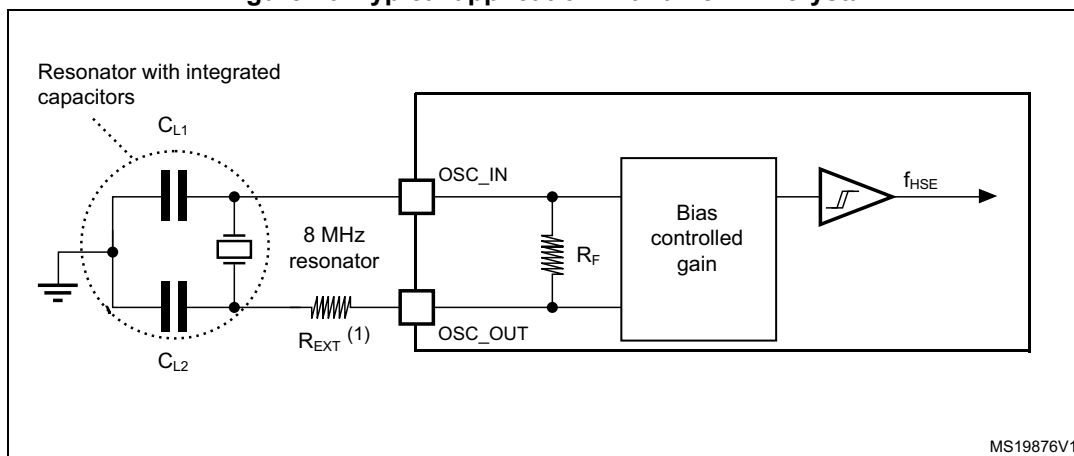 Resonator with integrated
capacitors
CL1
OSC_IN
fHSE
8 MHz
resonator
RF
Bias
controlled
gain
REXT (1)
OSC_OUT
CL2
MS19876V1